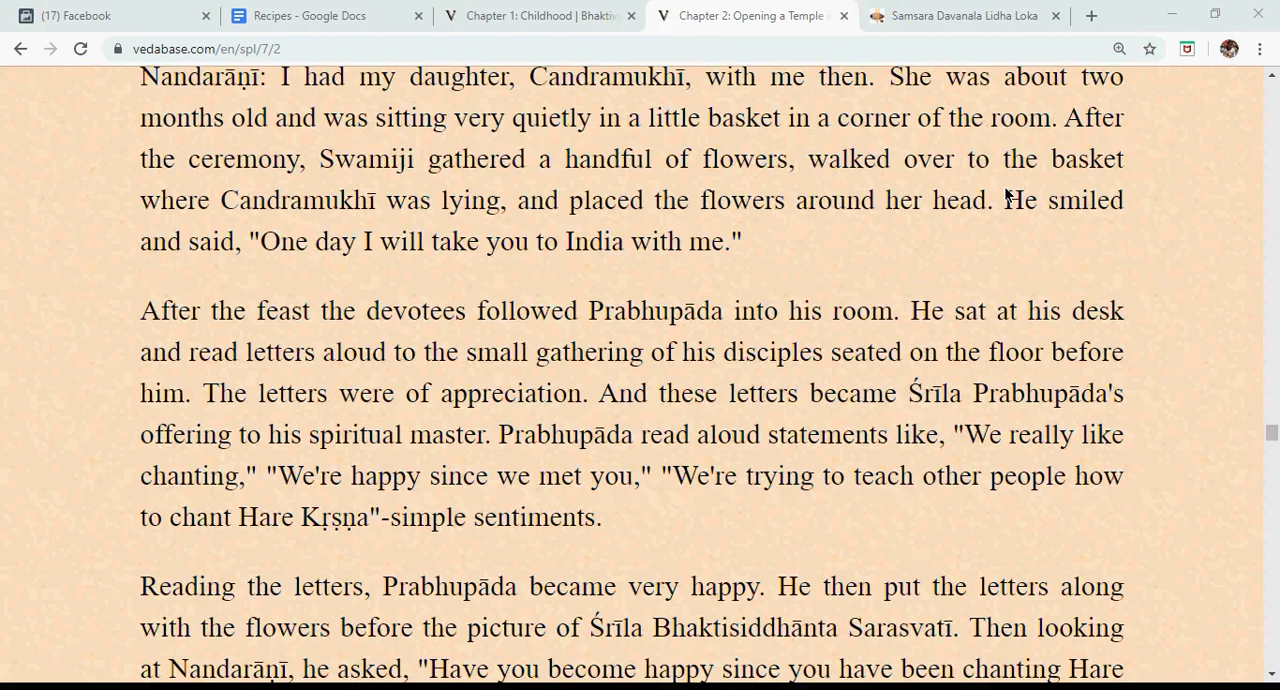 (17) Facebook
Recipes - Google Docs
Chapter 1: Childhood | Bhaktiv
Chapter 2: Opening a Temple i
Samsara Davanala Lidha Loka
vedabase.com/en/spl/7/2
Nandarāṇī: I had my daughter, Candramukhī, with me then. She was about two
months old and was sitting very quietly in a little basket in a corner of the room. After
the ceremony, Swamiji gathered a handful of flowers, walked over to the basket
where Candramukhī was lying, and placed the flowers around her head. He smiled
and said, "One day I will take you to India with me."
After the feast the devotees followed Prabhupāda into his room. He sat at his desk
and read letters aloud to the small gathering of his disciples seated on the floor before
him. The letters were of appreciation. And these letters became Śrīla Prabhupāda's
offering to his spiritual master. Prabhupāda read aloud statements like, "We really like
chanting," "We're happy since we met you," "We're trying to teach other people how
to chant Hare Kṛṣṇa"-simple sentiments.
Reading the letters, Prabhupāda became very happy. He then put the letters along
with the flowers before the picture of Śrīla Bhaktisiddhānta Sarasvatī. Then looking
at Nandarāṇī, he asked, "Have you become happy since you have been chanting Hare